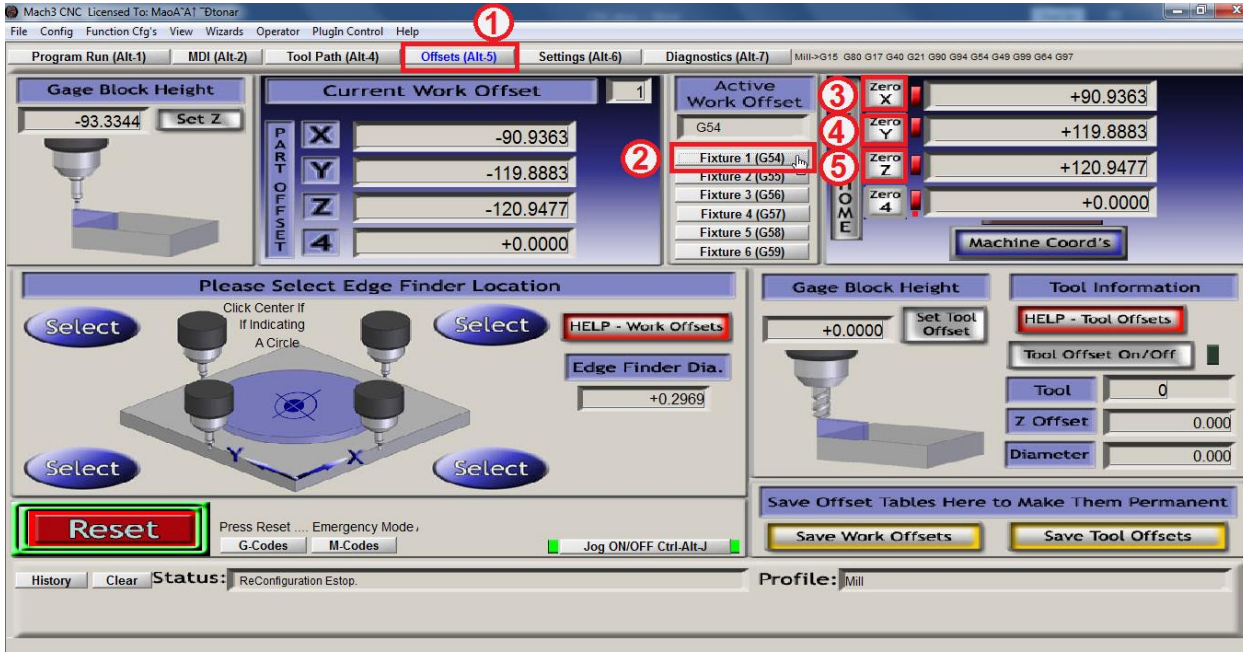 Mach3 CNC Licensed To: MaoA˜A1 ˜Ðtonar
File Config Function Cfg's View Wizards Operator PlugIn Control Help
1
Program Run (Alt-1) MDI (Alt-2) Tool Path (Alt-4) Offsets (Alt-5) Settings (Alt-6) Diagnostics (Alt-7) Mill->G15 G80 G17 G40 G21 G90 G94 G54 G49 G99 G64 G97
Gage Block Height
-93.3344 Set Z
Current Work Offset 1
PART OFFSET
X -90.9363
Y -119.8883
Z -120.9477
4 +0.0000
Active
Work Offset
G54
2
Fixture 1 (G54)
Fixture 2 (G55)
Fixture 3 (G56)
Fixture 4 (G57)
Fixture 5 (G58)
Fixture 6 (G59)
HOME
3 Zero X +90.9363
4 Zero Y +119.8883
5 Zero Z +120.9477
Zero 4 +0.0000
Machine Coord's
Please Select Edge Finder Location
Click Center If
If Indicating
A Circle
Select
Select
Select
Select
Y X
HELP - Work Offsets
Edge Finder Dia.
+0.2969
Gage Block Height
+0.0000 Set Tool Offset
Tool Information
HELP - Tool Offsets
Tool Offset On/Off
Tool 0
Z Offset 0.000
Diameter 0.000
Reset
Press Reset .... Emergency Mode
G-Codes M-Codes
Jog ON/OFF Ctrl-Alt-J
Save Offset Tables Here to Make Them Permanent
Save Work Offsets Save Tool Offsets
History Clear Status: ReConfiguration Estop.
Profile: Mill